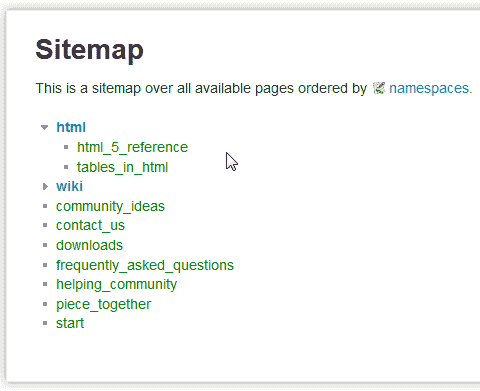 Sitemap
This is a sitemap over all available pages ordered by namespaces.
html
html_5_reference
tables_in_html
wiki
community_ideas
contact_us
downloads
frequently_asked_questions
helping_community
piece_together
start